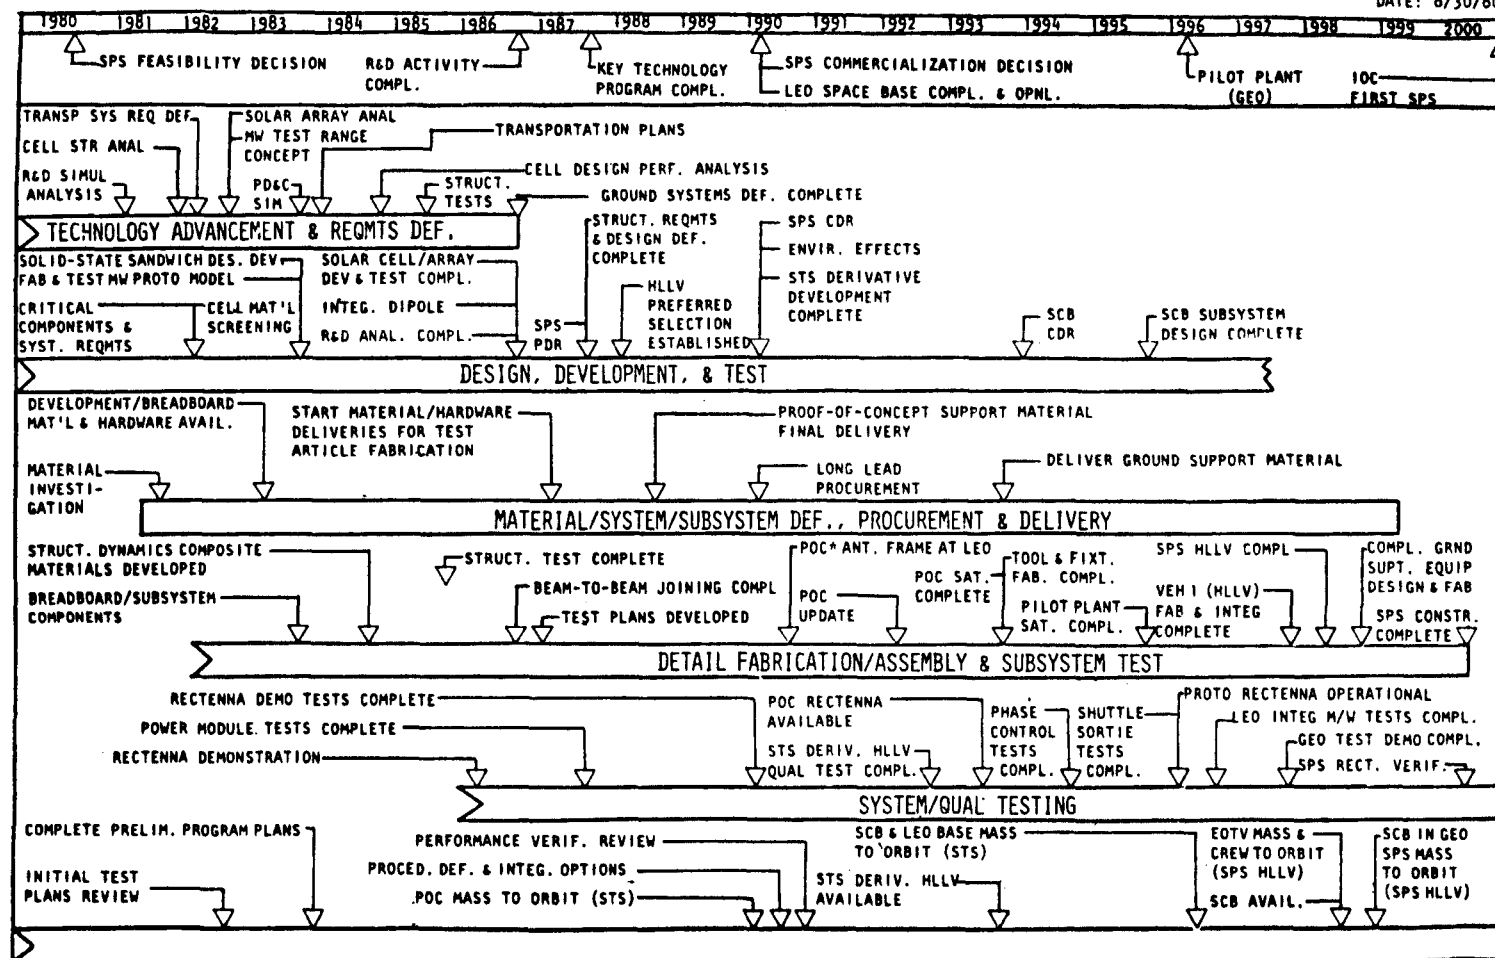 DATE: 6/30/80
1980 1981 1982 1983 1984 1985 1986 1987 1988 1989 1990 1991 1992 1993 1994 1995 1996 1997 1998 1999 2000
SPS FEASIBILITY DECISION
R&D ACTIVITY
COMPL.
KEY TECHNOLOGY
PROGRAM COMPL.
SPS COMMERCIALIZATION DECISION
LEO SPACE BASE COMPL. & OPNL.
PILOT PLANT
(GEO)
IOC
FIRST SPS
TRANSP SYS REQ DEF
SOLAR ARRAY ANAL
MW TEST RANGE
CONCEPT
TRANSPORTATION PLANS
CELL STR ANAL
CELL DESIGN PERF. ANALYSIS
R&D SIMUL
ANALYSIS
PD&C
SIM
STRUCT.
TESTS
GROUND SYSTEMS DEF. COMPLETE
TECHNOLOGY ADVANCEMENT & REQMTS DEF.
STRUCT. REQMTS
& DESIGN DEF.
COMPLETE
SPS CDR
ENVIR. EFFECTS
STS DERIVATIVE
DEVELOPMENT
COMPLETE
SOLID-STATE SANDWICH DES. DEV
FAB & TEST MW PROTO MODEL
SOLAR CELL/ARRAY
DEV & TEST COMPL.
CRITICAL
COMPONENTS &
SYST. REQMTS
CELL MAT'L
SCREENING
INTEG. DIPOLE
R&D ANAL. COMPL.
SPS
PDR
HLLV
PREFERRED
SELECTION
ESTABLISHED
SCB
CDR
SCB SUBSYSTEM
DESIGN COMPLETE
DESIGN, DEVELOPMENT, & TEST
DEVELOPMENT/BREADBOARD
MAT'L & HARDWARE AVAIL.
START MATERIAL/HARDWARE
DELIVERIES FOR TEST
ARTICLE FABRICATION
PROOF-OF-CONCEPT SUPPORT MATERIAL
FINAL DELIVERY
MATERIAL
INVESTI-
GATION
LONG LEAD
PROCUREMENT
DELIVER GROUND SUPPORT MATERIAL
MATERIAL/SYSTEM/SUBSYSTEM DEF., PROCUREMENT & DELIVERY
STRUCT. DYNAMICS COMPOSITE
MATERIALS DEVELOPED
STRUCT. TEST COMPLETE
POC* ANT. FRAME AT LEO
POC SAT.
COMPLETE
TOOL & FIXT.
FAB. COMPL.
SPS HLLV COMPL
COMPL. GRND
SUPT. EQUIP
DESIGN & FAB
BREADBOARD/SUBSYSTEM
COMPONENTS
BEAM-TO-BEAM JOINING COMPL
TEST PLANS DEVELOPED
POC
UPDATE
PILOT PLANT
SAT. COMPL.
VEH 1 (HLLV)
FAB & INTEG
COMPLETE
SPS CONSTR.
COMPLETE
DETAIL FABRICATION/ASSEMBLY & SUBSYSTEM TEST
RECTENNA DEMO TESTS COMPLETE
POC RECTENNA
AVAILABLE
PHASE
CONTROL
TESTS
COMPL.
SHUTTLE
SORTIE
TESTS
COMPL.
PROTO RECTENNA OPERATIONAL
LEO INTEG M/W TESTS COMPL.
POWER MODULE TESTS COMPLETE
GEO TEST DEMO COMPL.
RECTENNA DEMONSTRATION
STS DERIV. HLLV
QUAL TEST COMPL.
SPS RECT. VERIF.
SYSTEM/QUAL TESTING
COMPLETE PRELIM. PROGRAM PLANS
PERFORMANCE VERIF. REVIEW
SCB & LEO BASE MASS
TO ORBIT (STS)
EOTV MASS &
CREW TO ORBIT
(SPS HLLV)
SCB IN GEO
SPS MASS
TO ORBIT
(SPS HLLV)
INITIAL TEST
PLANS REVIEW
PROCED. DEF. & INTEG. OPTIONS
POC MASS TO ORBIT (STS)
STS DERIV. HLLV
AVAILABLE
SCB AVAIL.